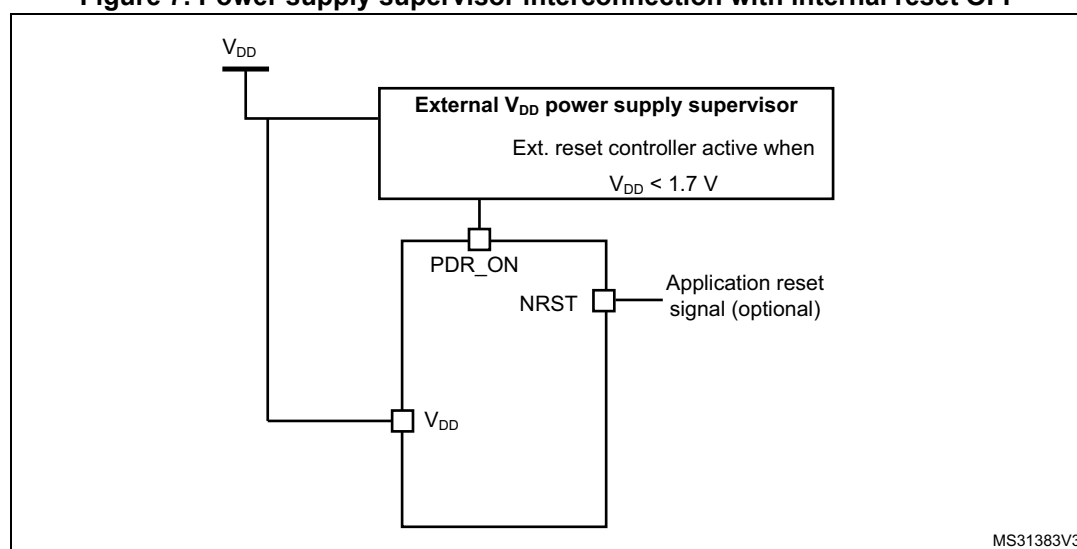 Figure 7. Power supply supervisor interconnection with internal reset OFF
VDD
External VDD power supply supervisor
Ext. reset controller active when
VDD < 1.7 V
PDR_ON
NRST
Application reset
signal (optional)
VDD
MS31383V3